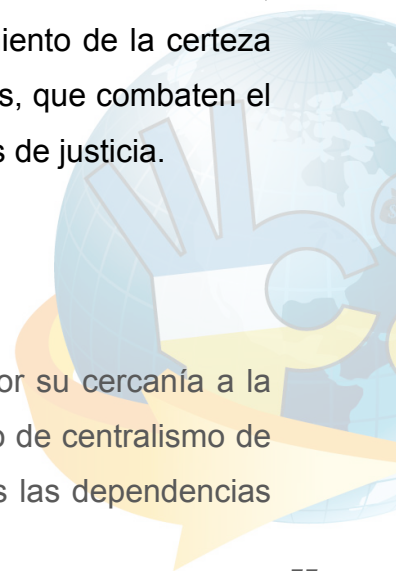 iento de la certeza
s, que combaten el
s de justicia.
or su cercanía a la
o de centralismo de
s las dependencias